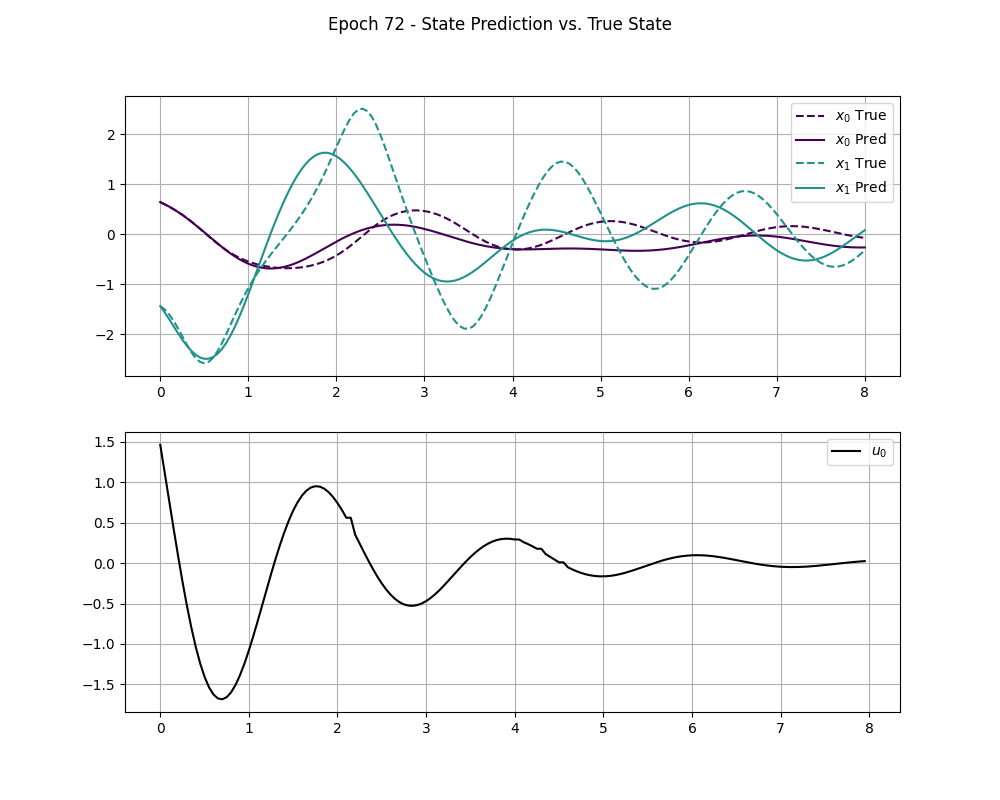 Epoch 72 - State Prediction vs. True State
2
1
0
−1
−2
x₀ True
x₀ Pred
x₁ True
x₁ Pred
0 1 2 3 4 5 6 7 8
1.5
1.0
0.5
0.0
−0.5
−1.0
−1.5
u₀
0 1 2 3 4 5 6 7 8